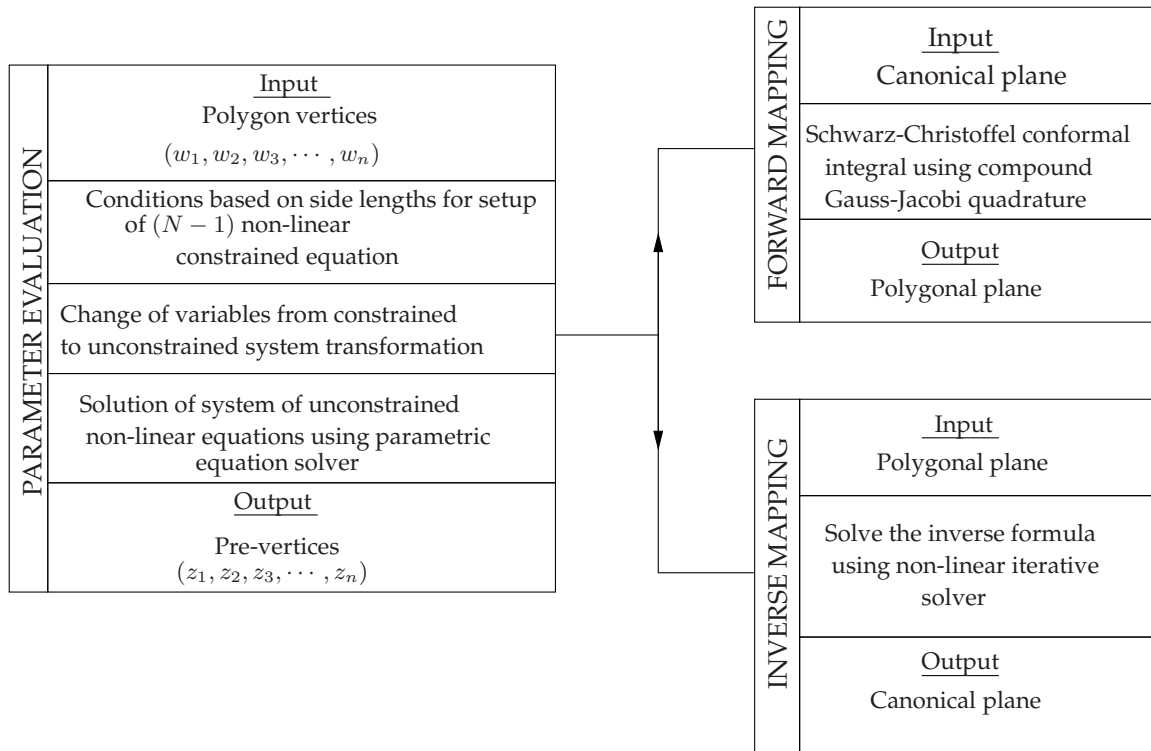 PARAMETER EVALUATION
Input
Polygon vertices
(w₁, w₂, w₃, ⋯ , wₙ)
Conditions based on side lengths for setup
of (N − 1) non-linear
constrained equation
Change of variables from constrained
to unconstrained system transformation
Solution of system of unconstrained
non-linear equations using parametric
equation solver
Output
Pre-vertices
(z₁, z₂, z₃, ⋯ , zₙ)
FORWARD MAPPING
Input
Canonical plane
Schwarz-Christoffel conformal
integral using compound
Gauss-Jacobi quadrature
Output
Polygonal plane
INVERSE MAPPING
Input
Polygonal plane
Solve the inverse formula
using non-linear iterative
solver
Output
Canonical plane